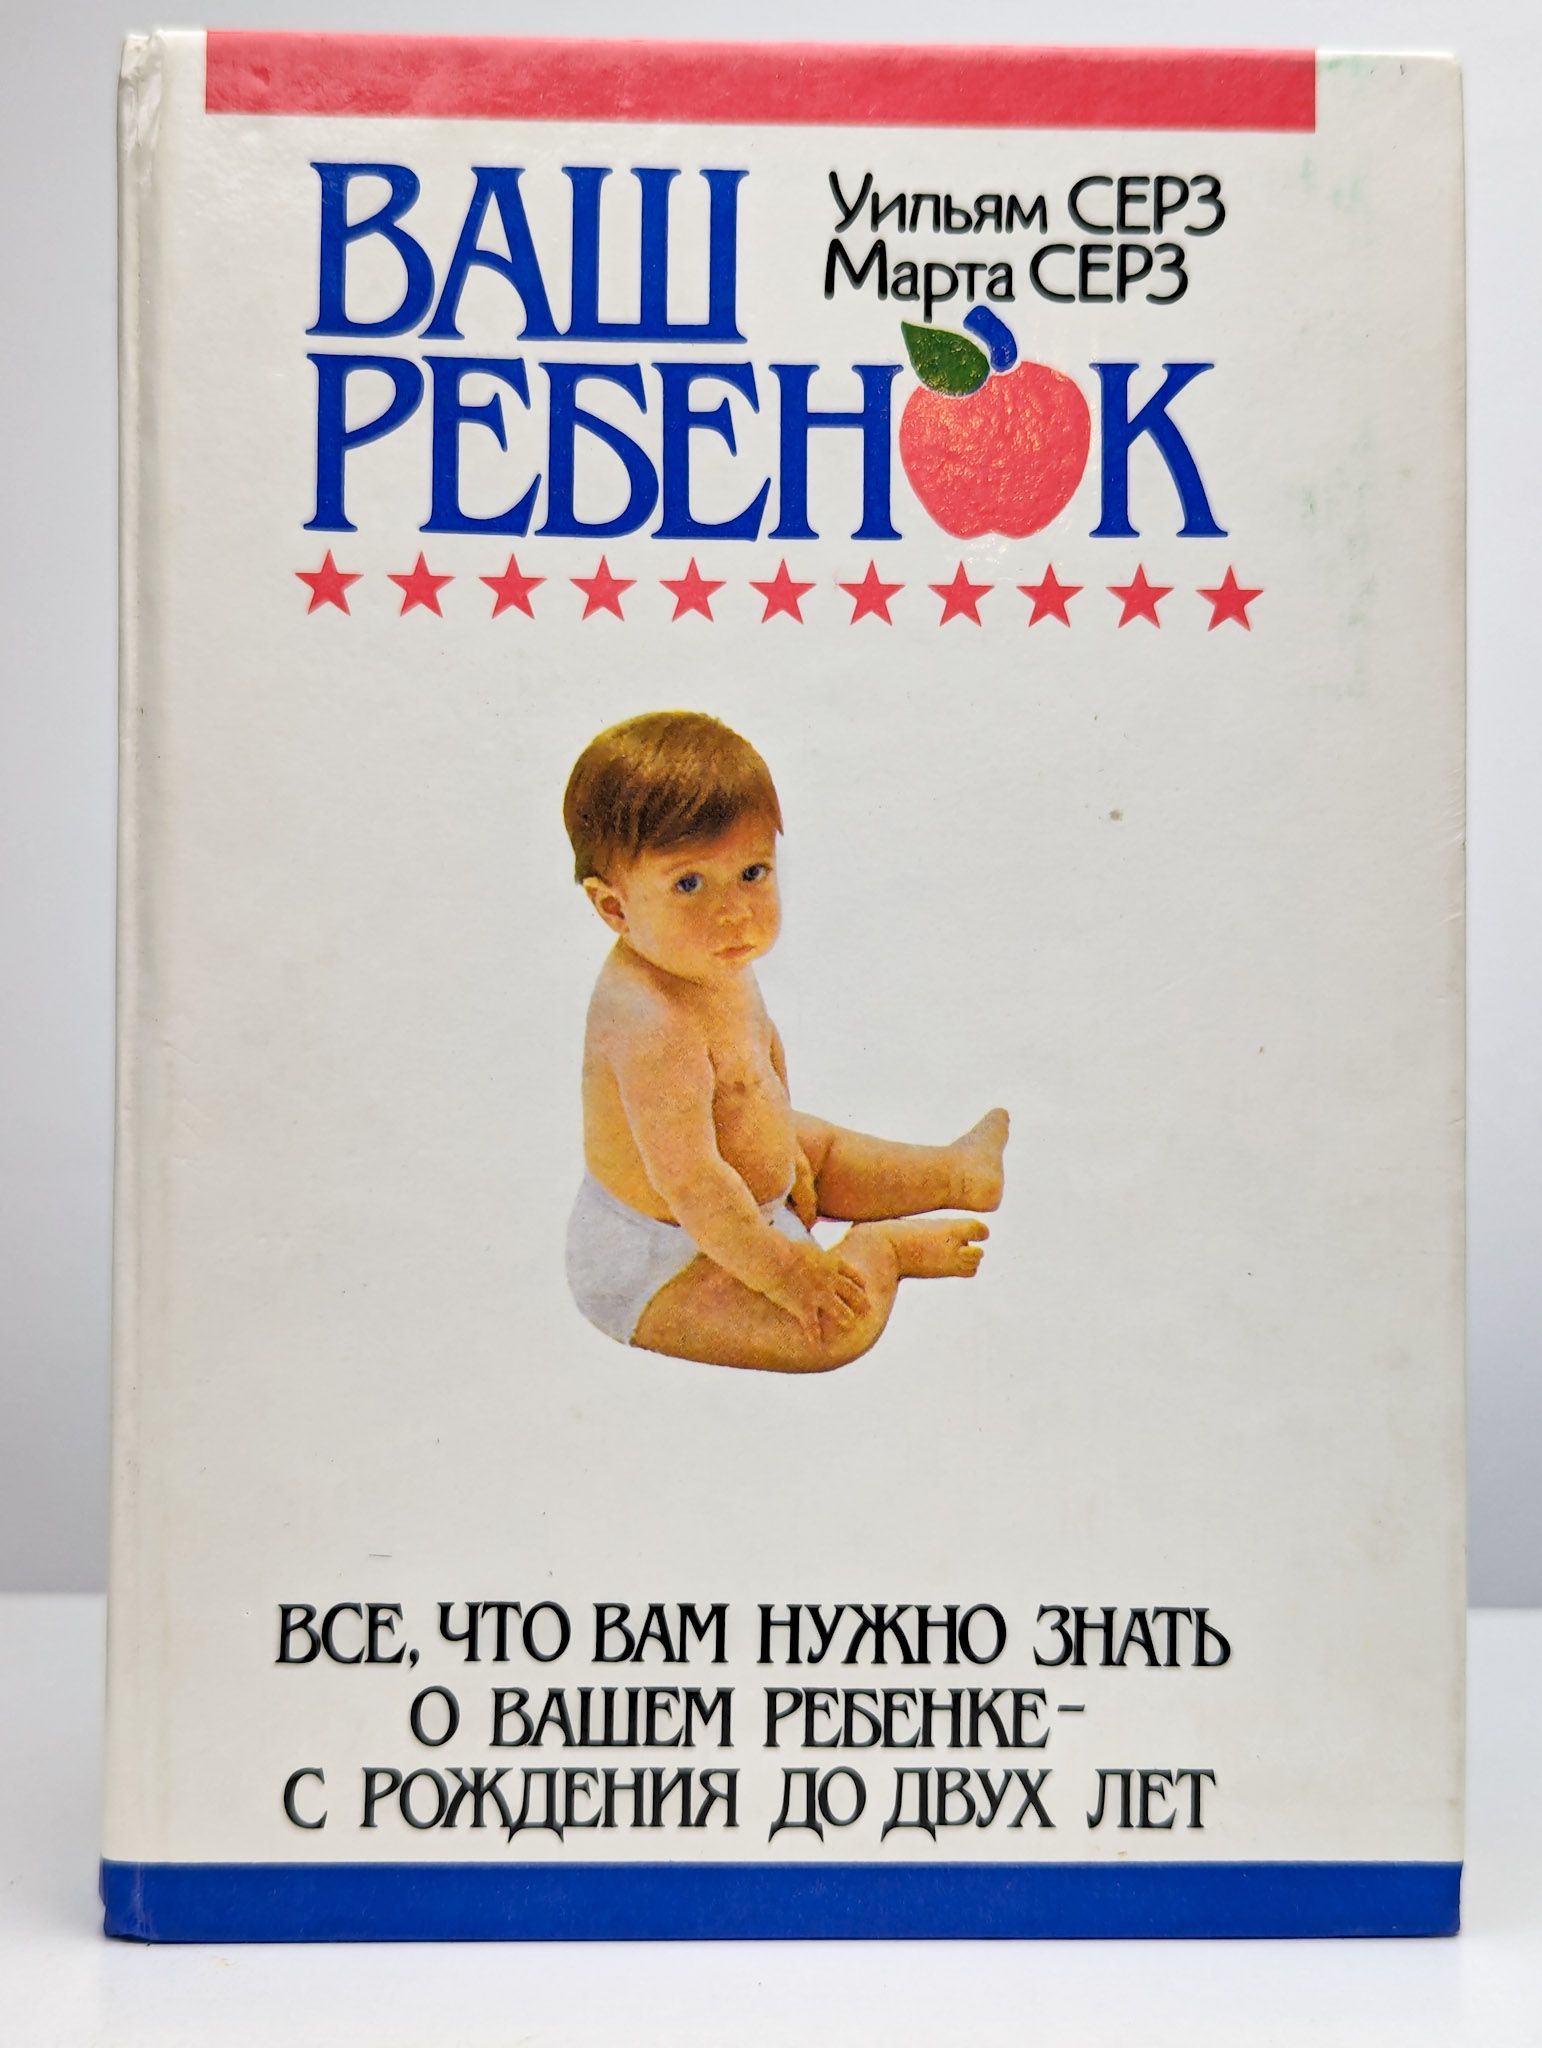 ВАШ
РЕБЕНОК
Уильям СЕРЗ
Марта СЕРЗ
ВСЕ, ЧТО ВАМ НУЖНО ЗНАТЬ
О ВАШЕМ РЕБЕНКЕ–
С РОЖДЕНИЯ ДО ДВУХ ЛЕТ